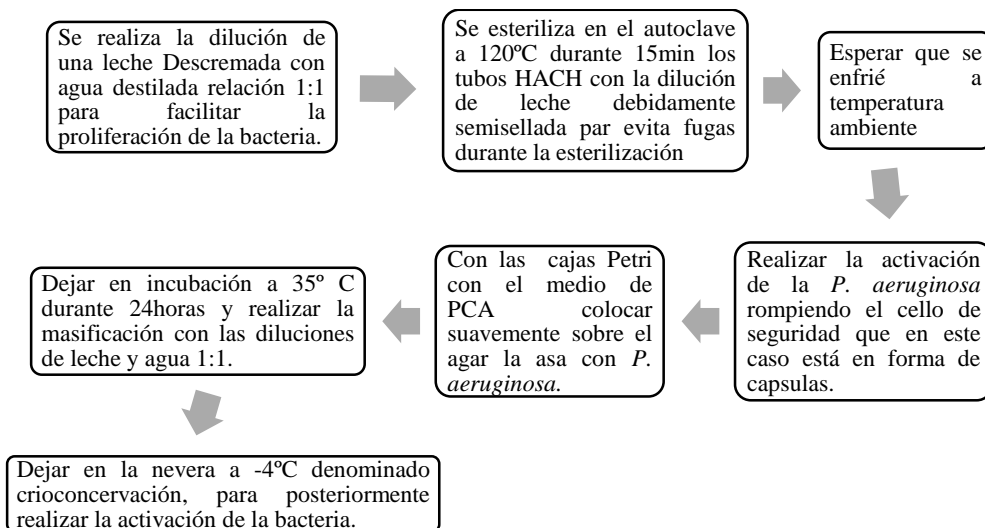 Se realiza la dilución de
una leche Descremada con
agua destilada relación 1:1
para facilitar la
proliferación de la bacteria.
Se esteriliza en el autoclave
a 120ºC durante 15min los
tubos HACH con la dilución
de leche debidamente
semisellada par evita fugas
durante la esterilización
Esperar que se
enfrié a
temperatura
ambiente
Realizar la activación
de la P. aeruginosa
rompiendo el cello de
seguridad que en este
caso está en forma de
capsulas.
Con las cajas Petri
con el medio de
PCA colocar
suavemente sobre el
agar la asa con P.
aeruginosa.
Dejar en incubación a 35º C
durante 24horas y realizar la
masificación con las diluciones
de leche y agua 1:1.
Dejar en la nevera a -4ºC denominado
crioconcervación, para posteriormente
realizar la activación de la bacteria.